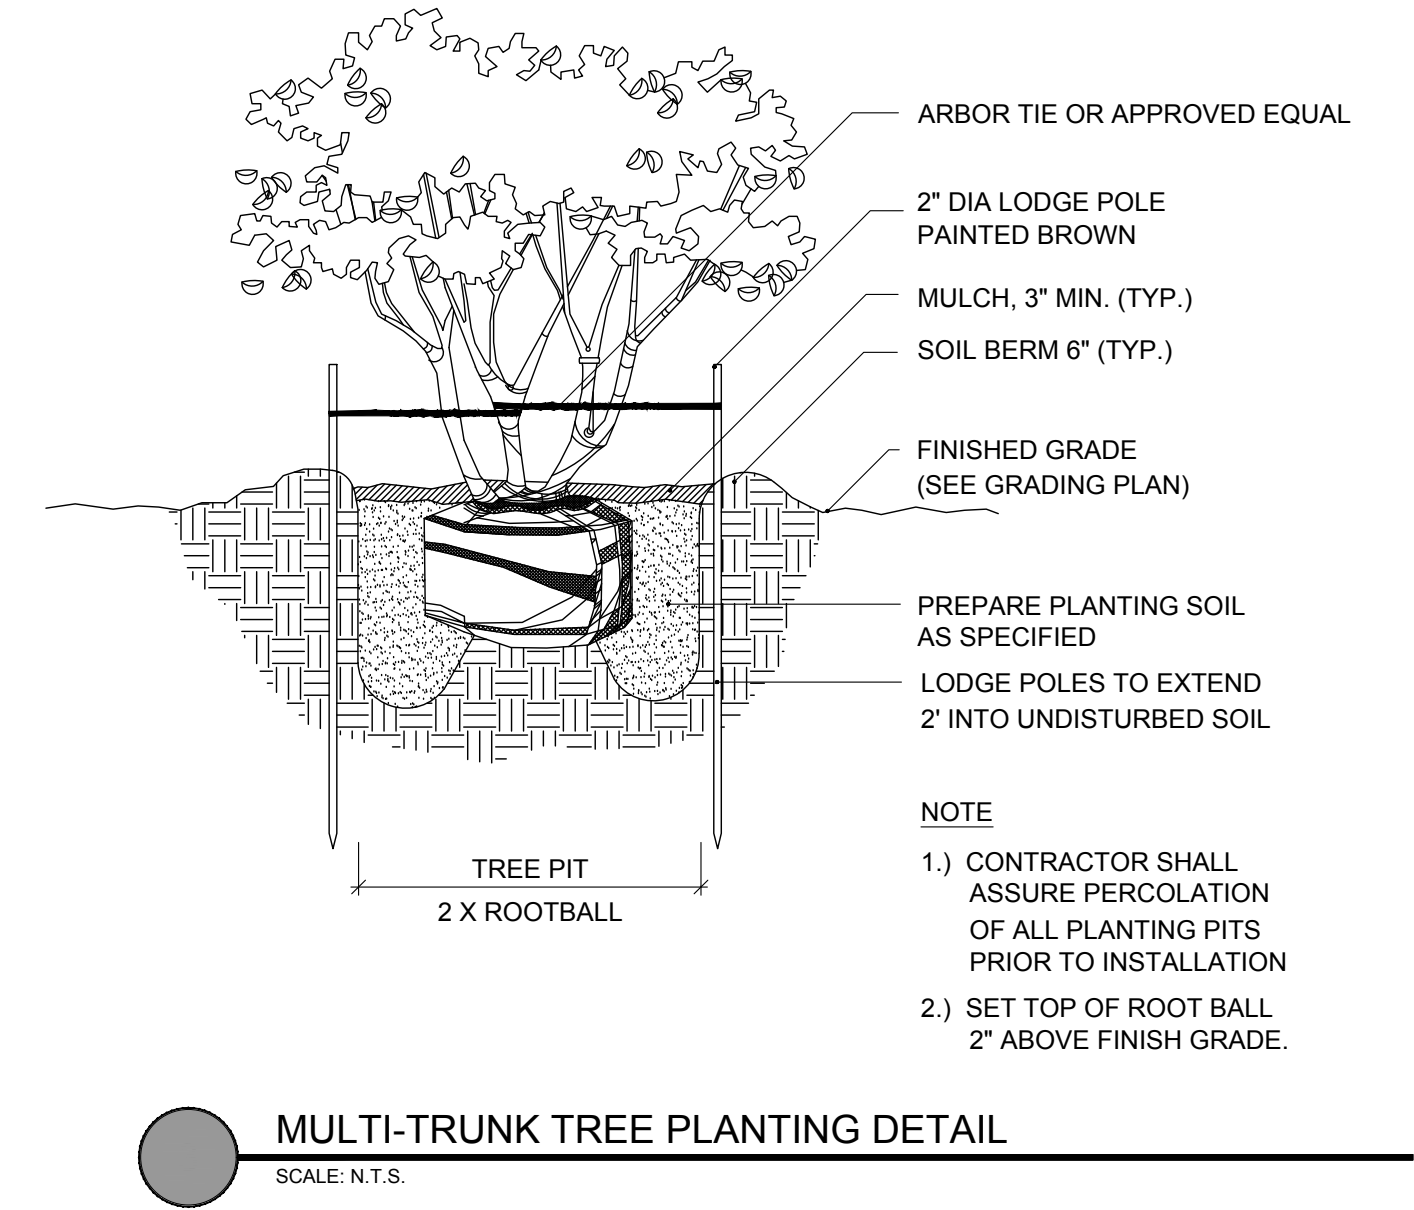 ARBOR TIE OR APPROVED EQUAL
2" DIA LODGE POLE
PAINTED BROWN
MULCH, 3" MIN. (TYP.)
SOIL BERM 6" (TYP.)
FINISHED GRADE
(SEE GRADING PLAN)
PREPARE PLANTING SOIL
AS SPECIFIED
LODGE POLES TO EXTEND
2' INTO UNDISTURBED SOIL
NOTE
1.) CONTRACTOR SHALL
ASSURE PERCOLATION
OF ALL PLANTING PITS
PRIOR TO INSTALLATION
2.) SET TOP OF ROOT BALL
2" ABOVE FINISH GRADE.
TREE PIT
2 X ROOTBALL
MULTI-TRUNK TREE PLANTING DETAIL
SCALE: N.T.S.